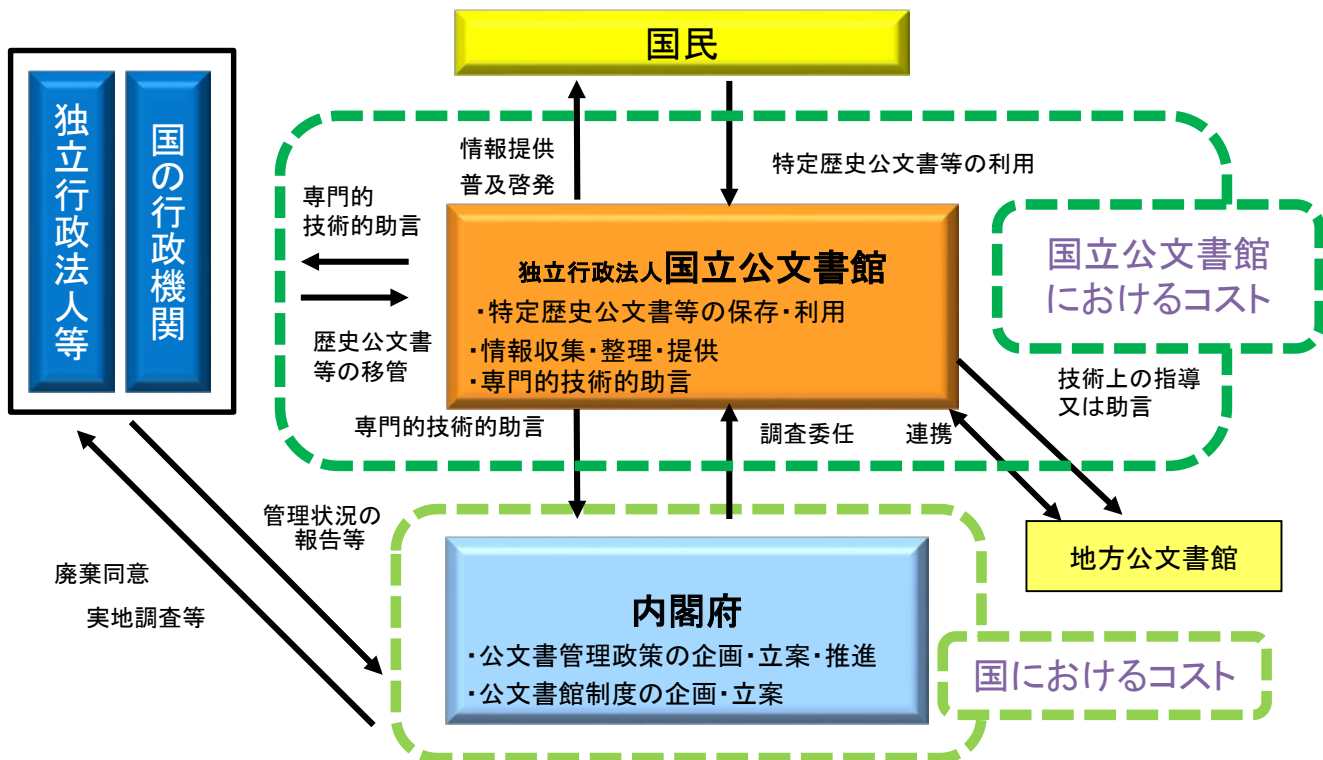 国民
独立行政法人等
国の行政機関
情報提供
普及啓発
特定歴史公文書等の利用
専門的
技術的助言
歴史公文書
等の移管
独立行政法人国立公文書館
・特定歴史公文書等の保存・利用
・情報収集・整理・提供
・専門的技術的助言
国立公文書館
におけるコスト
技術上の指導
又は助言
専門的技術的助言
調査委任
連携
管理状況の
報告等
廃棄同意
実地調査等
地方公文書館
内閣府
・公文書管理政策の企画・立案・推進
・公文書館制度の企画・立案
国におけるコスト